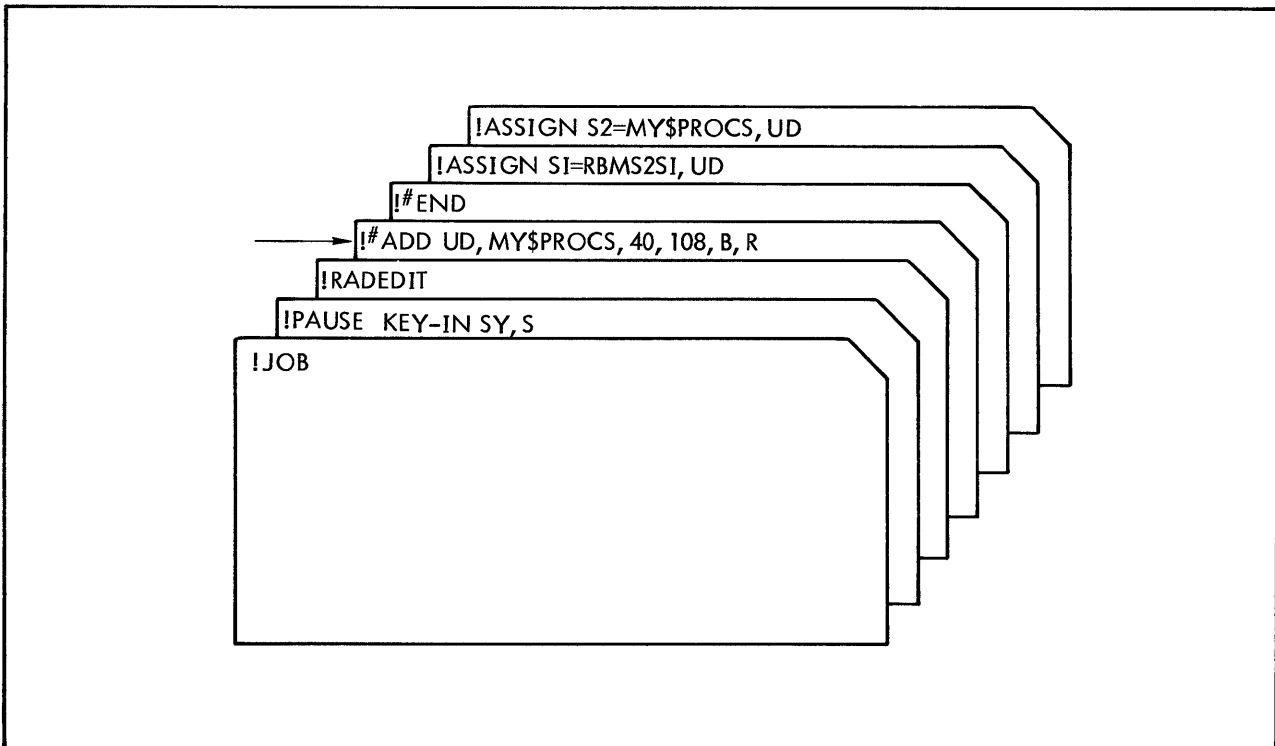 !ASSIGN S2=MY$PROCS, UD
!ASSIGN SI=RBMS2SI, UD
!#END
!#ADD UD, MY$PROCS, 40, 108, B, R
!RADEDIT
!PAUSE KEY-IN SY, S
!JOB